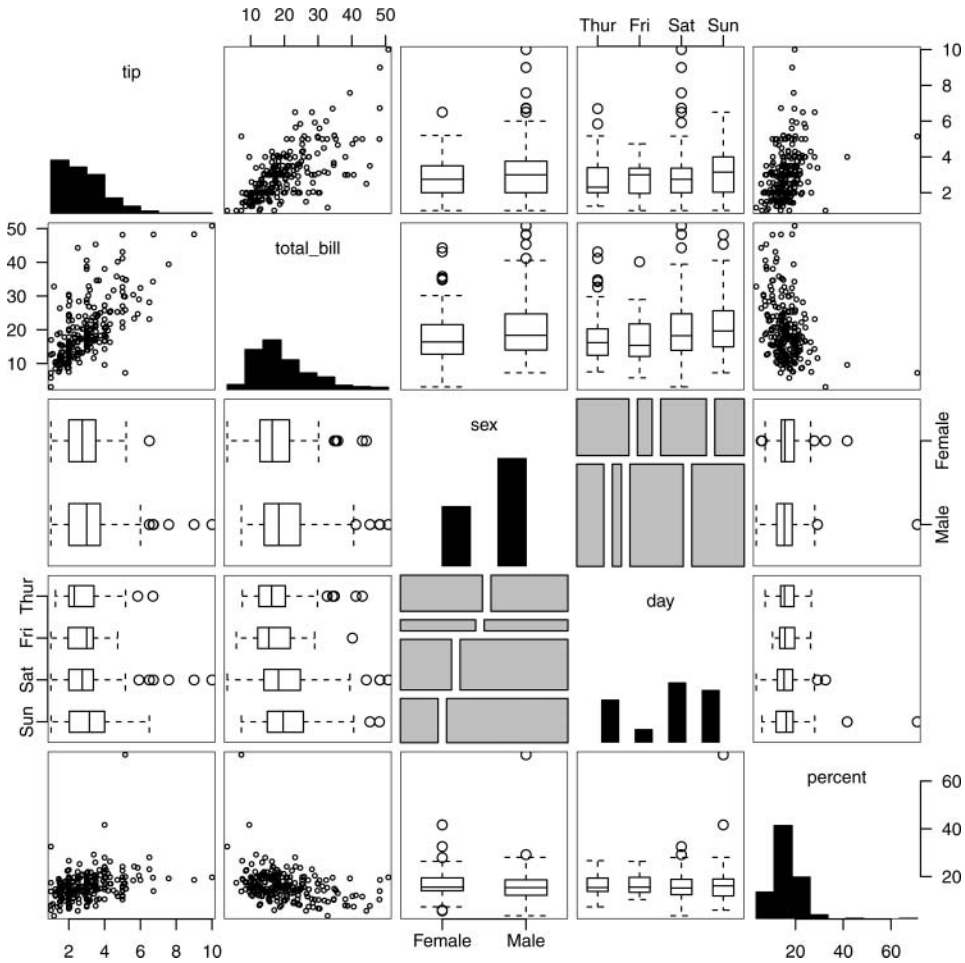 10 20 30 40 50
Thur Fri Sat Sun
tip
10
8
6
4
2
50
40
30
20
10
total_bill
sex
Female
Male
Thur
Fri
Sat
Sun
day
percent
60
40
20
2 4 6 8 10
Female Male
20 40 60